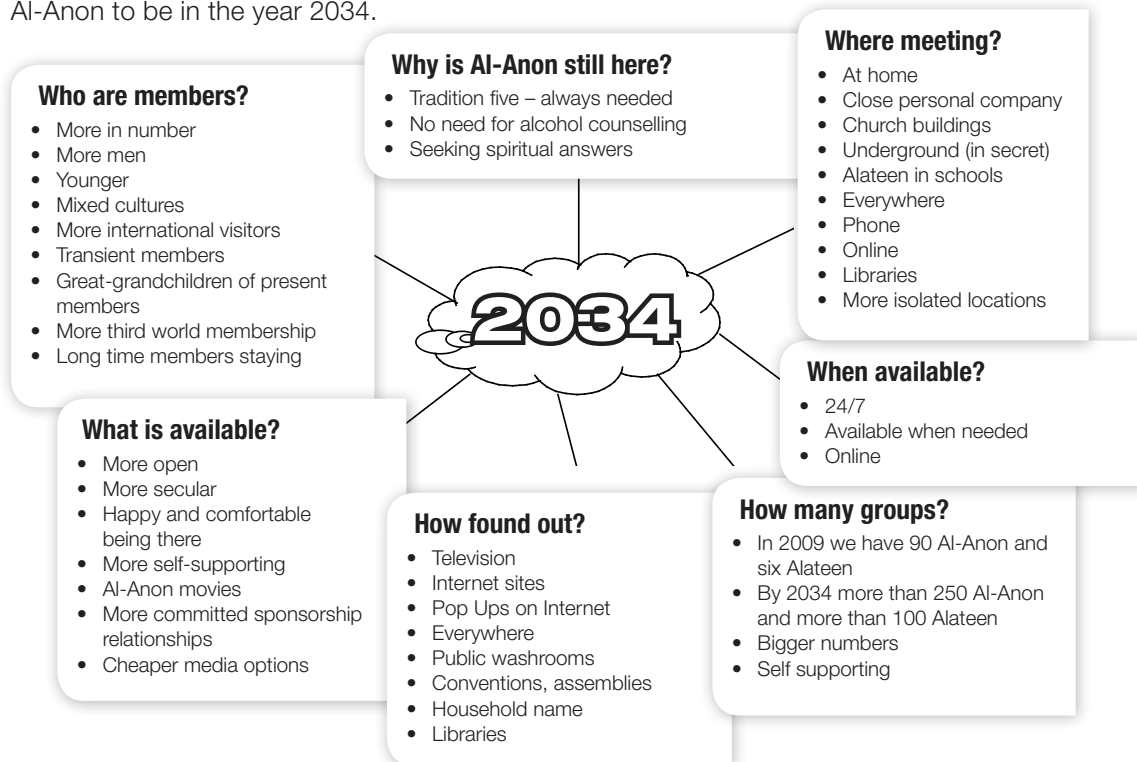 Al-Anon to be in the year 2034.
Who are members?
• More in number
• More men
• Younger
• Mixed cultures
• More international visitors
• Transient members
• Great-grandchildren of present
members
• More third world membership
• Long time members staying
Why is Al-Anon still here?
• Tradition five – always needed
• No need for alcohol counselling
• Seeking spiritual answers
Where meeting?
• At home
• Close personal company
• Church buildings
• Underground (in secret)
• Alateen in schools
• Everywhere
• Phone
• Online
• Libraries
• More isolated locations
2034
When available?
• 24/7
• Available when needed
• Online
What is available?
• More open
• More secular
• Happy and comfortable
being there
• More self-supporting
• Al-Anon movies
• More committed sponsorship
relationships
• Cheaper media options
How found out?
• Television
• Internet sites
• Pop Ups on Internet
• Everywhere
• Public washrooms
• Conventions, assemblies
• Household name
• Libraries
How many groups?
• In 2009 we have 90 Al-Anon and
six Alateen
• By 2034 more than 250 Al-Anon
and more than 100 Alateen
• Bigger numbers
• Self supporting